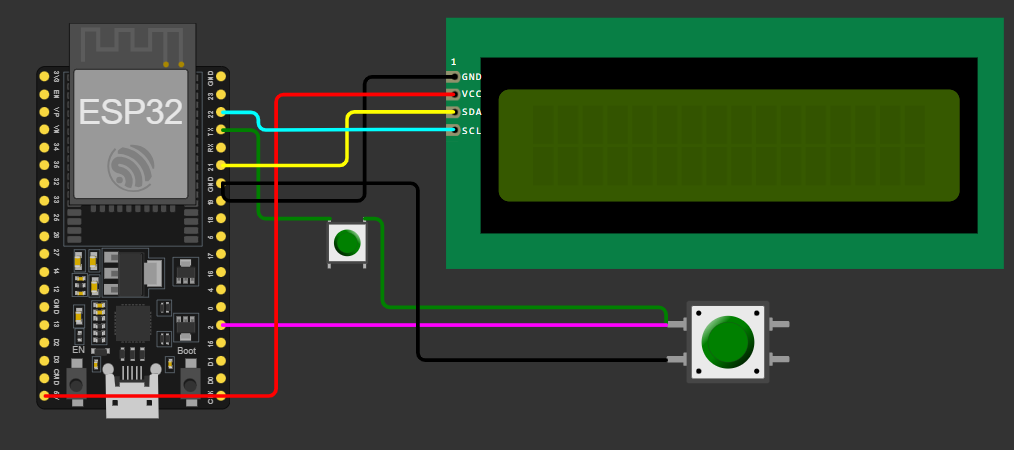 ESP32
3V3
EN
VP
VN
34
35
32
33
25
26
27
14
12
GND
13
D2
D3
CMD
5V
GND
23
22
TX
RX
21
GND
19
18
5
17
16
4
0
2
15
D1
D0
CLK
EN
Boot
1
GND
VCC
SDA
SCL